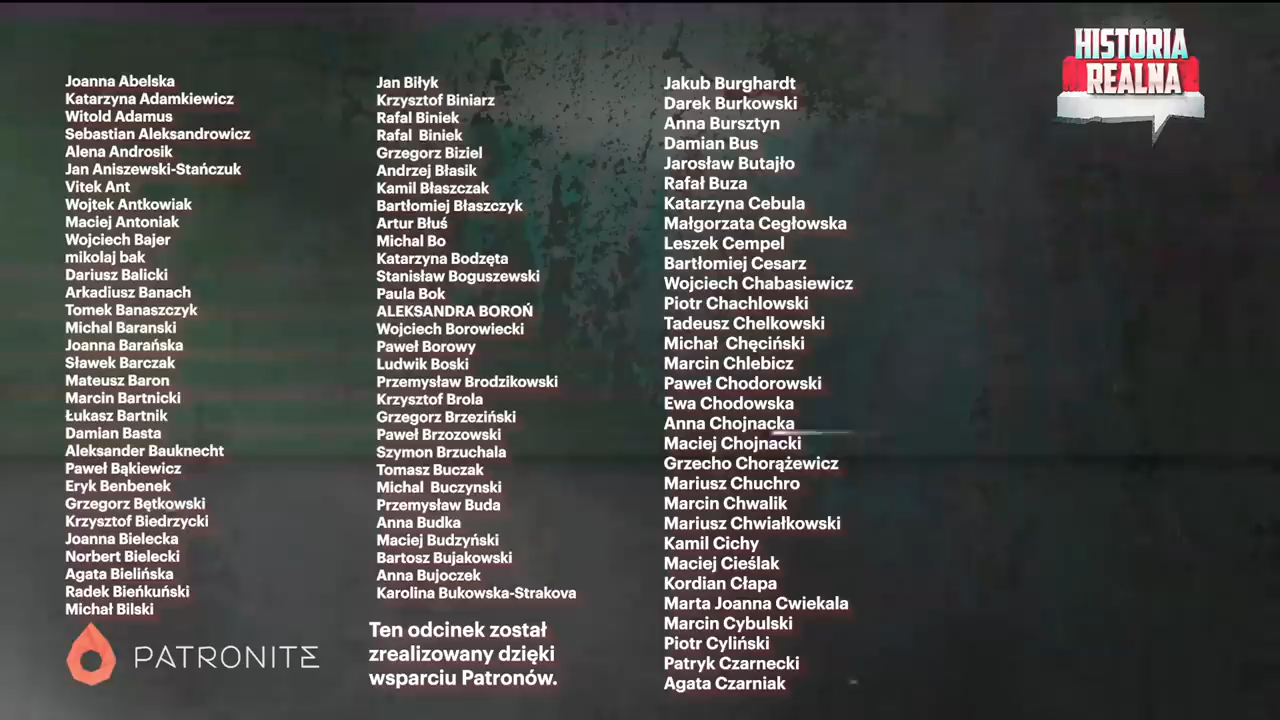 Joanna Abelska
Katarzyna Adamkiewicz
Witold Adamus
Sebastian Aleksandrowicz
Alena Androsik
Jan Aniszewski-Stańczuk
Vitek Ant
Wojtek Antkowiak
Maciej Antoniak
Wojciech Bajer
mikolaj bak
Dariusz Balicki
Arkadiusz Banach
Tomek Banaszczyk
Michal Baranski
Joanna Barańska
Sławek Barczak
Mateusz Baron
Marcin Bartnicki
Łukasz Bartnik
Damian Basta
Aleksander Bauknecht
Paweł Bąkiewicz
Eryk Benbenek
Grzegorz Bętkowski
Krzysztof Biedrzycki
Joanna Bielecka
Norbert Bielecki
Agata Bielińska
Radek Bieńkuński
Michał Bilski
PATRONITE
Jan Biłyk
Krzysztof Biniarz
Rafal Biniek
Rafal  Biniek
Grzegorz Biziel
Andrzej Błasik
Kamil Błaszczak
Bartłomiej Błaszczyk
Artur Błuś
Michal Bo
Katarzyna Bodzęta
Stanisław Boguszewski
Paula Bok
ALEKSANDRA BOROŃ
Wojciech Borowiecki
Paweł Borowy
Ludwik Boski
Przemysław Brodzikowski
Krzysztof Brola
Grzegorz Brzeziński
Paweł Brzozowski
Szymon Brzuchala
Tomasz Buczak
Michal  Buczynski
Przemysław Buda
Anna Budka
Maciej Budzyński
Bartosz Bujakowski
Anna Bujoczek
Karolina Bukowska-Strakova
Ten odcinek został
zrealizowany dzięki
wsparciu Patronów.
Jakub Burghardt
Darek Burkowski
Anna Bursztyn
Damian Bus
Jarosław Butajło
Rafał Buza
Katarzyna Cebula
Małgorzata Cegłowska
Leszek Cempel
Bartłomiej Cesarz
Wojciech Chabasiewicz
Piotr Chachlowski
Tadeusz Chelkowski
Michał  Chęciński
Marcin Chlebicz
Paweł Chodorowski
Ewa Chodowska
Anna Chojnacka
Maciej Chojnacki
Grzecho Chorążewicz
Mariusz Chuchro
Marcin Chwalik
Mariusz Chwiałkowski
Kamil Cichy
Maciej Cieślak
Kordian Cłapa
Marta Joanna Cwiekala
Marcin Cybulski
Piotr Cyliński
Patryk Czarnecki
Agata Czarniak
HISTORIA
REALNA